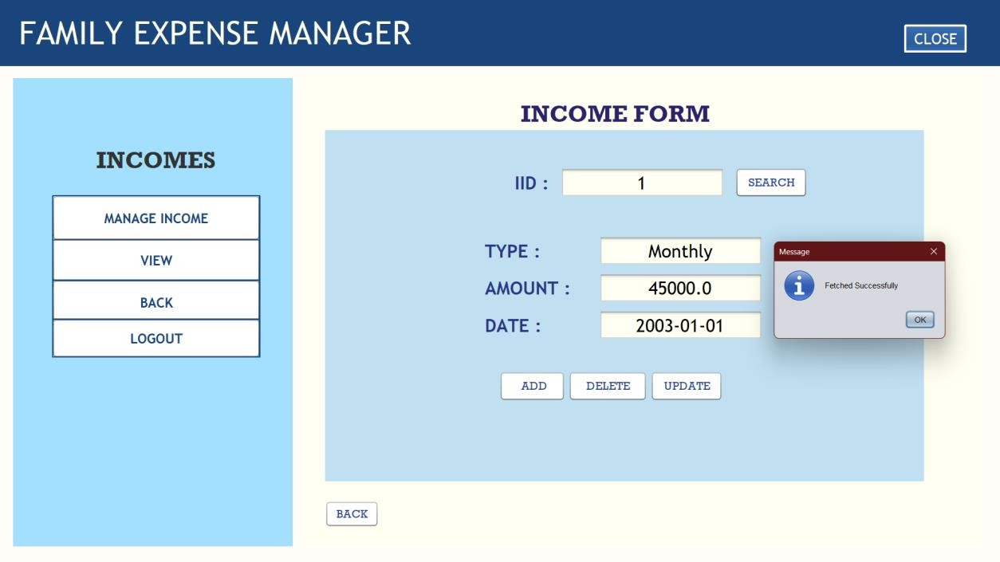 FAMILY EXPENSE MANAGER
CLOSE
INCOMES
MANAGE INCOME
VIEW
BACK
LOGOUT
INCOME FORM
IID : 1 SEARCH
TYPE : Monthly
AMOUNT : 45000.0
DATE : 2003-01-01
ADD DELETE UPDATE
BACK
Message
Fetched Successfully
OK